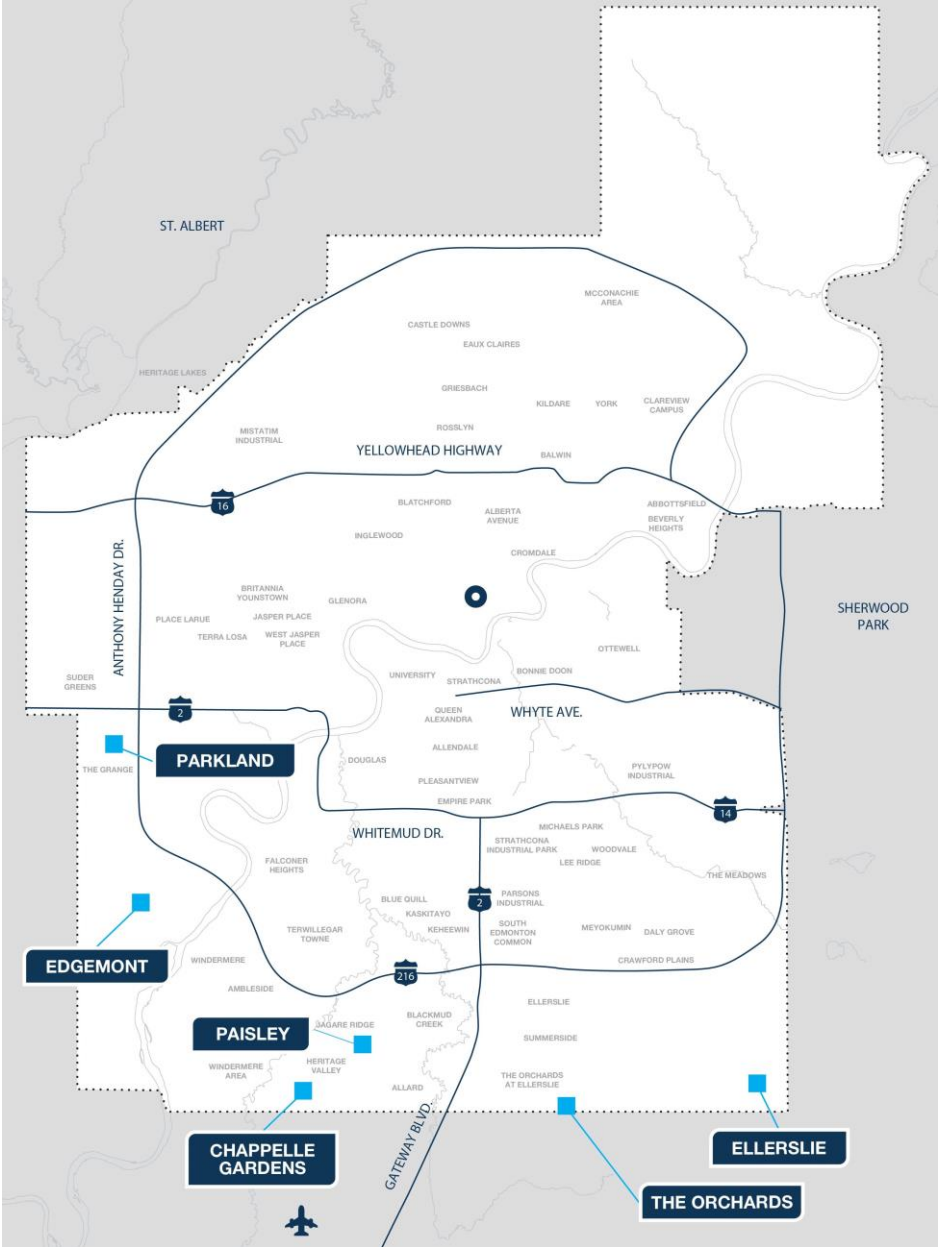 ST. ALBERT
MCCONACHIE
AREA
CASTLE DOWNS
EAUX CLAIRES
HERITAGE LAKES
GRIESBACH
KILDARE
YORK
CLAREVIEW
CAMPUS
MISTATIM
INDUSTRIAL
ROSSLYN
YELLOWHEAD HIGHWAY
BALWIN
16
BLATCHFORD
ALBERTA
AVENUE
ABBOTTSFIELD
BEVERLY
HEIGHTS
INGLEWOOD
CROMDALE
ANTHONY HENDAY DR.
BRITANNIA
YOUNSTOWN
GLENORA
PLACE LARUE
JASPER PLACE
TERRA LOSA
WEST JASPER
PLACE
SHERWOOD
PARK
OTTEWELL
SUDER
GREENS
UNIVERSITY
STRATHCONA
BONNIE DOON
2
QUEEN
ALEXANDRA
WHYTE AVE.
PARKLAND
THE GRANGE
DOUGLAS
ALLENDALE
PLEASANTVIEW
PYLYPOW
INDUSTRIAL
EMPIRE PARK
14
WHITEMUD DR.
MICHAELS PARK
STRATHCONA
INDUSTRIAL PARK
WOODVALE
LEE RIDGE
FALCONER
HEIGHTS
THE MEADOWS
BLUE QUILL
2
PARSONS
INDUSTRIAL
KASKITAYO
KEHEEWIN
SOUTH
EDMONTON
COMMON
MEYOKUMIN
DALY GROVE
TERWILLEGAR
TOWNE
EDGEMONT
WINDERMERE
CRAWFORD PLAINS
216
AMBLESIDE
ELLERSLIE
BLACKMUD
CREEK
PAISLEY
JAGARE RIDGE
SUMMERSIDE
WINDERMERE
AREA
HERITAGE
VALLEY
ALLARD
THE ORCHARDS
AT ELLERSLIE
GATEWAY BLVD.
CHAPPELLE
GARDENS
ELLERSLIE
THE ORCHARDS